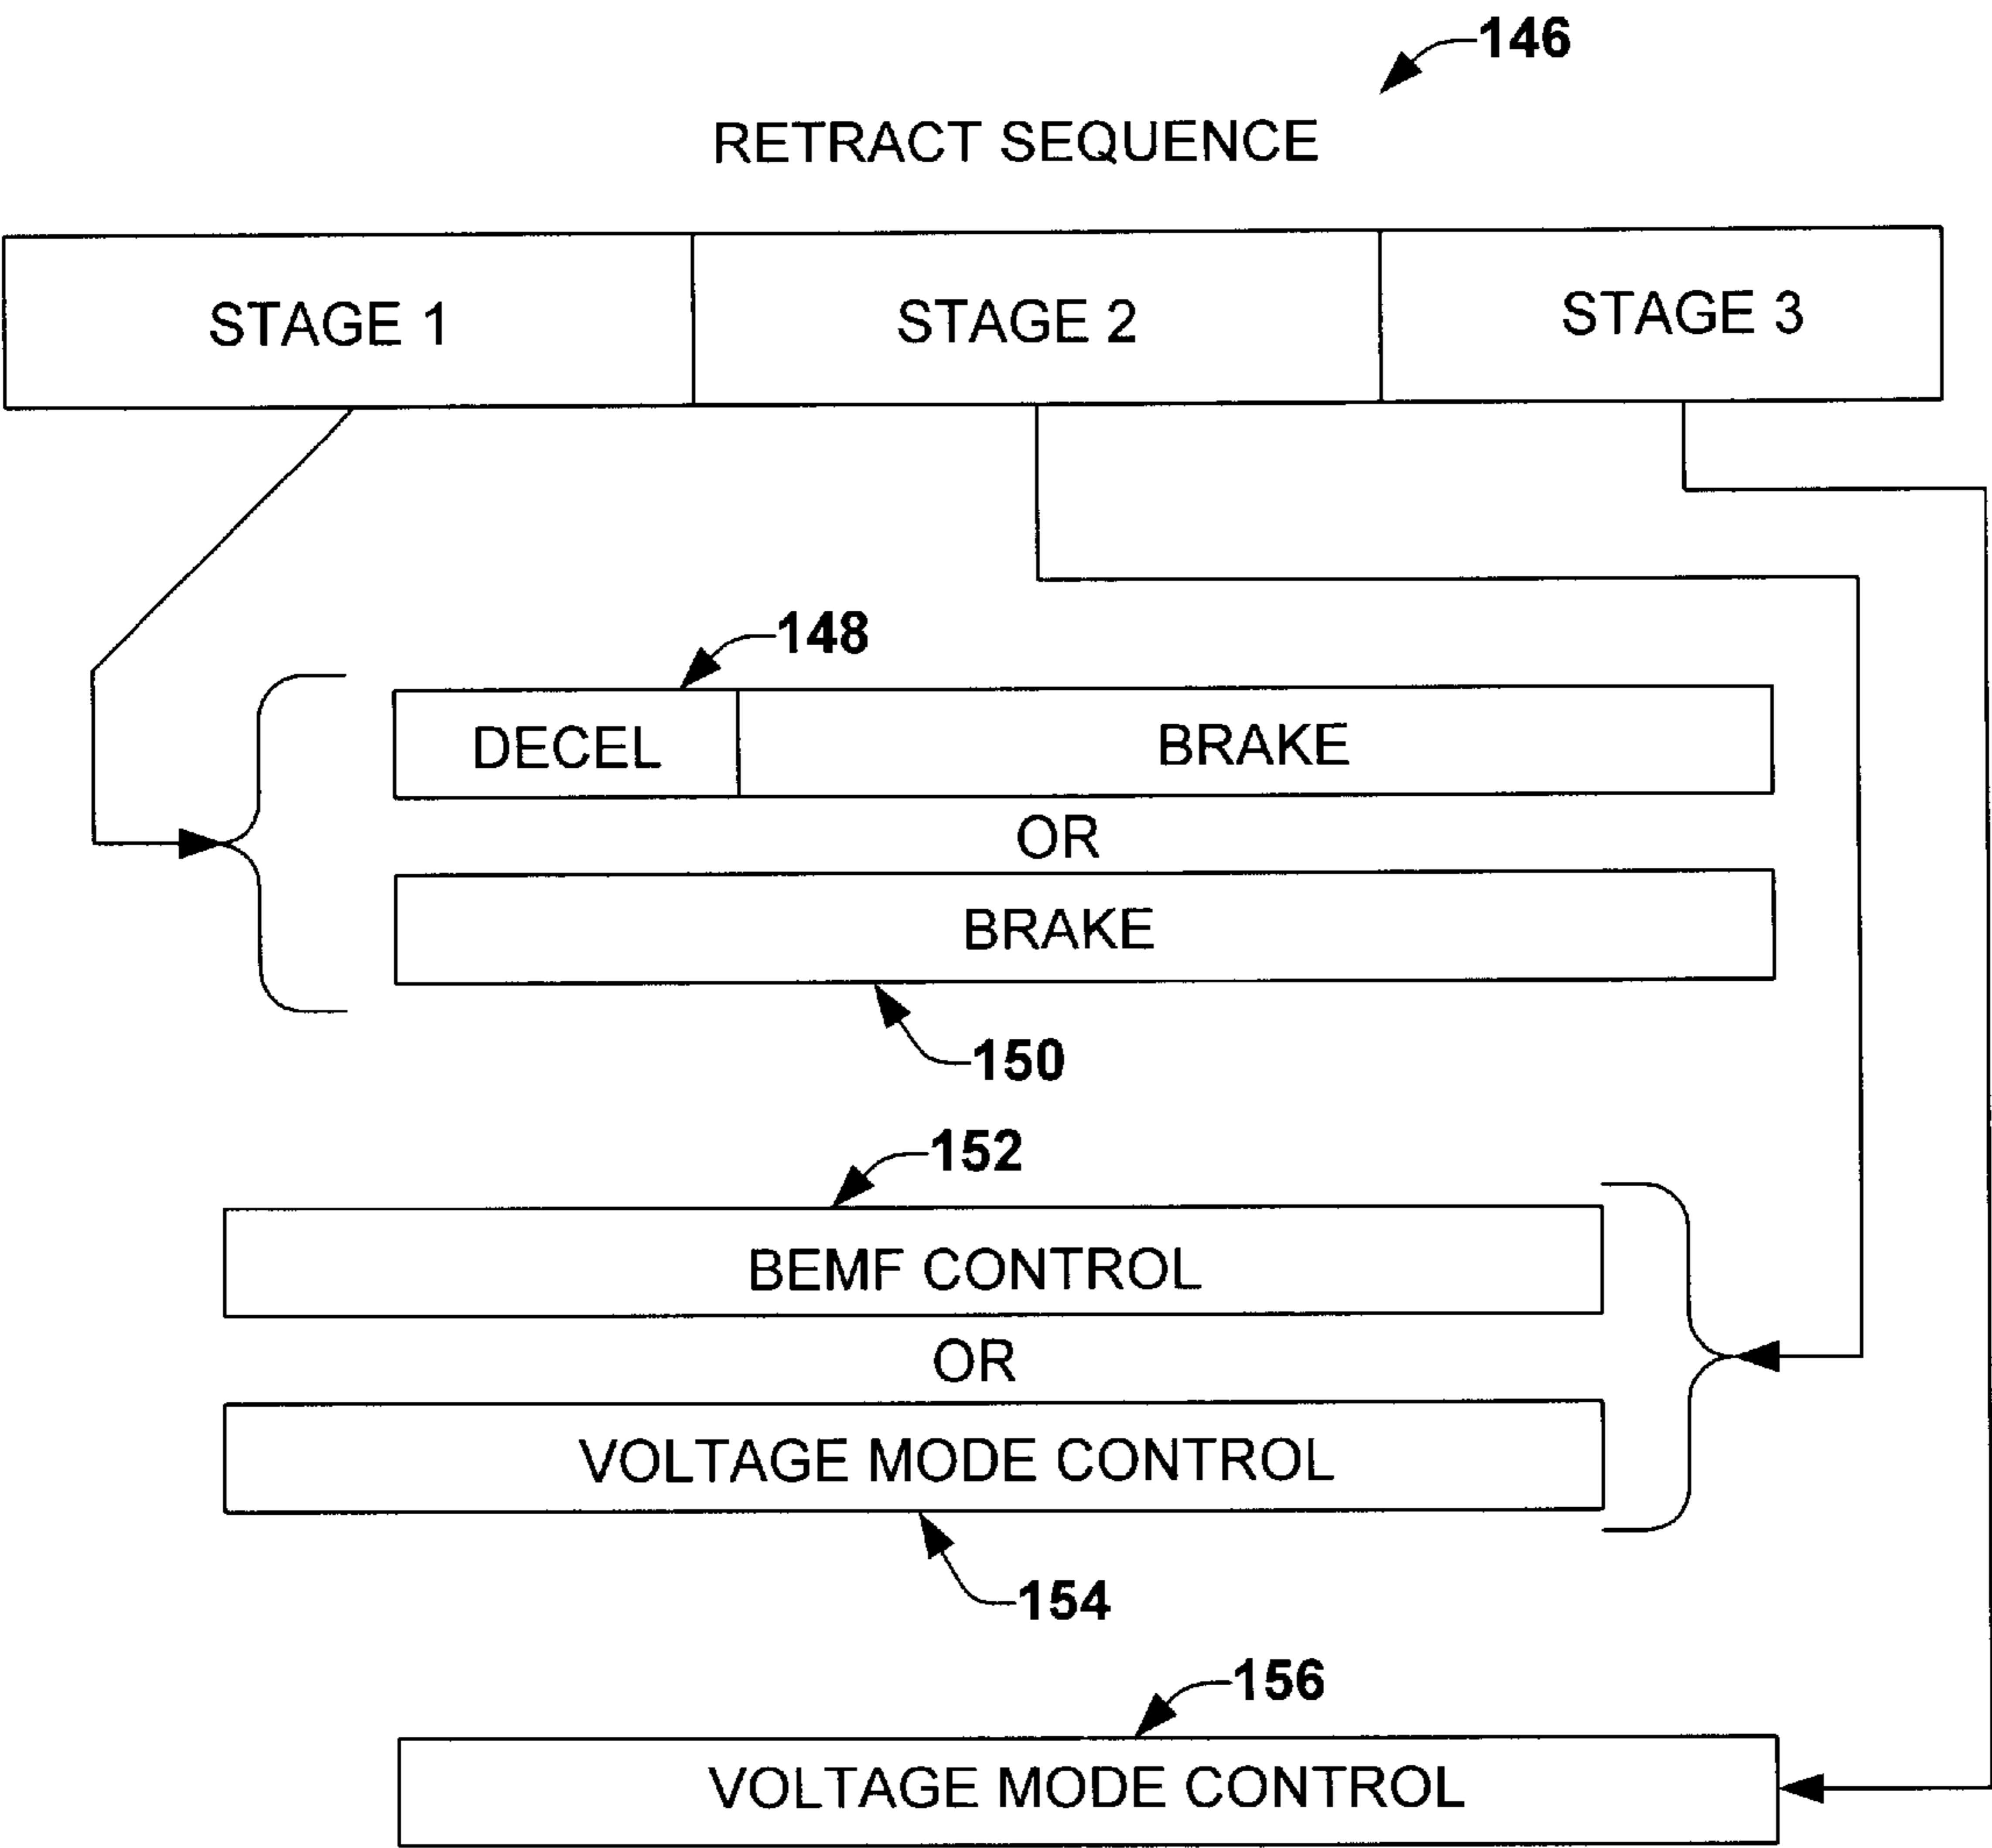 146
RETRACT SEQUENCE
STAGE 1 STAGE 2 STAGE 3
148
DECEL BRAKE
OR
BRAKE
150
152
BEMF CONTROL
OR
VOLTAGE MODE CONTROL
154
156
VOLTAGE MODE CONTROL